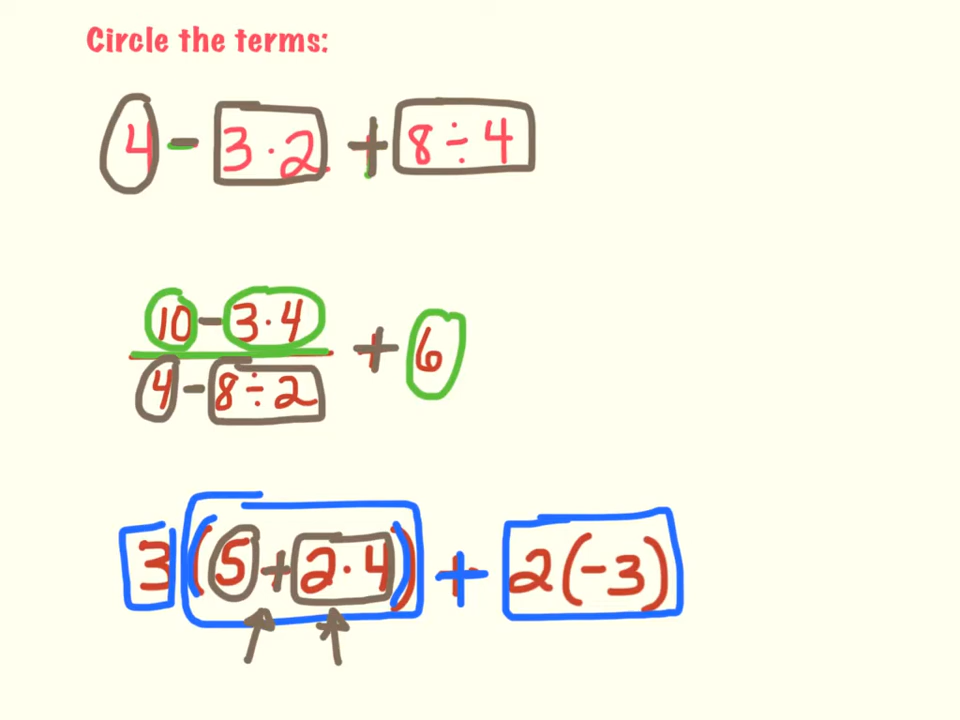 Circle the terms:
4 - 3 · 2 + 8 ÷ 4
10 - 3 · 4
+ 6
4 - 8 ÷ 2
3 (5 + 2 · 4) + 2(-3)